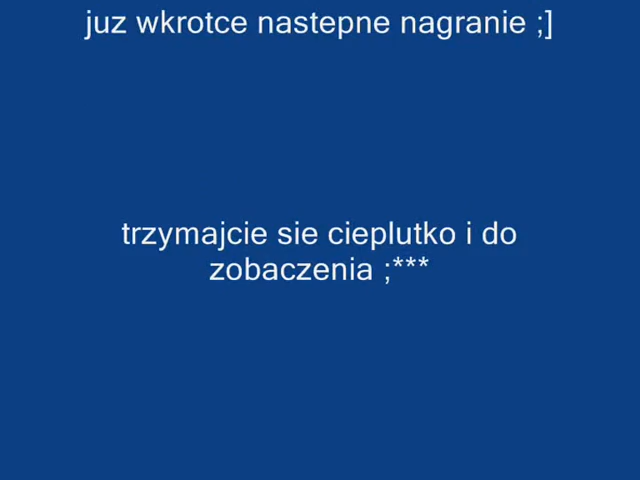 juz wkrotce nastepne nagranie ;]
trzymajcie sie cieplutko i do
zobaczenia ;***